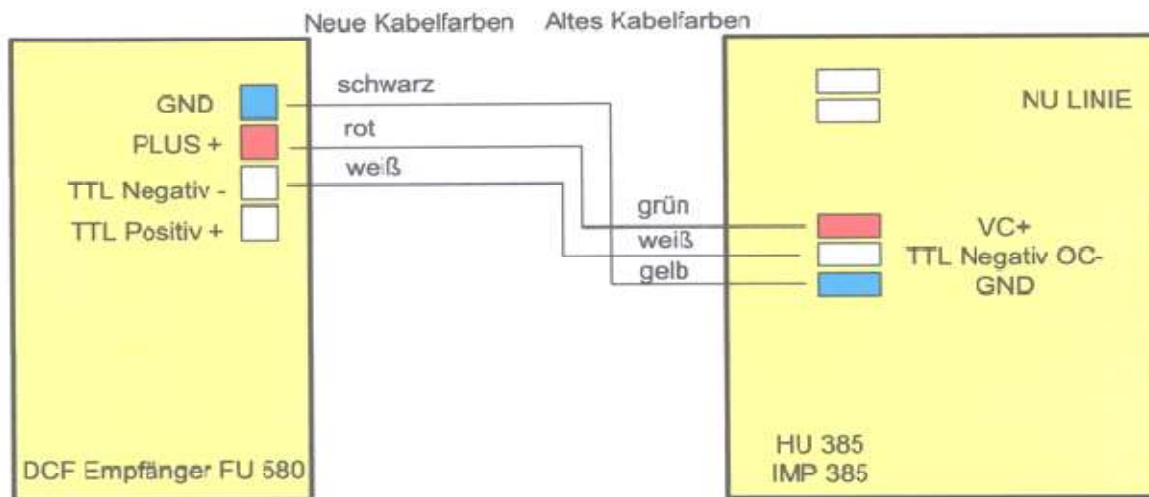 Neue Kabelfarben Altes Kabelfarben
GND
PLUS +
TTL Negativ -
TTL Positiv +
DCF Empfänger FU 580
schwarz
rot
weiß
grün
weiß
gelb
NU LINIE
VC+
TTL Negativ OC-
GND
HU 385
IMP 385